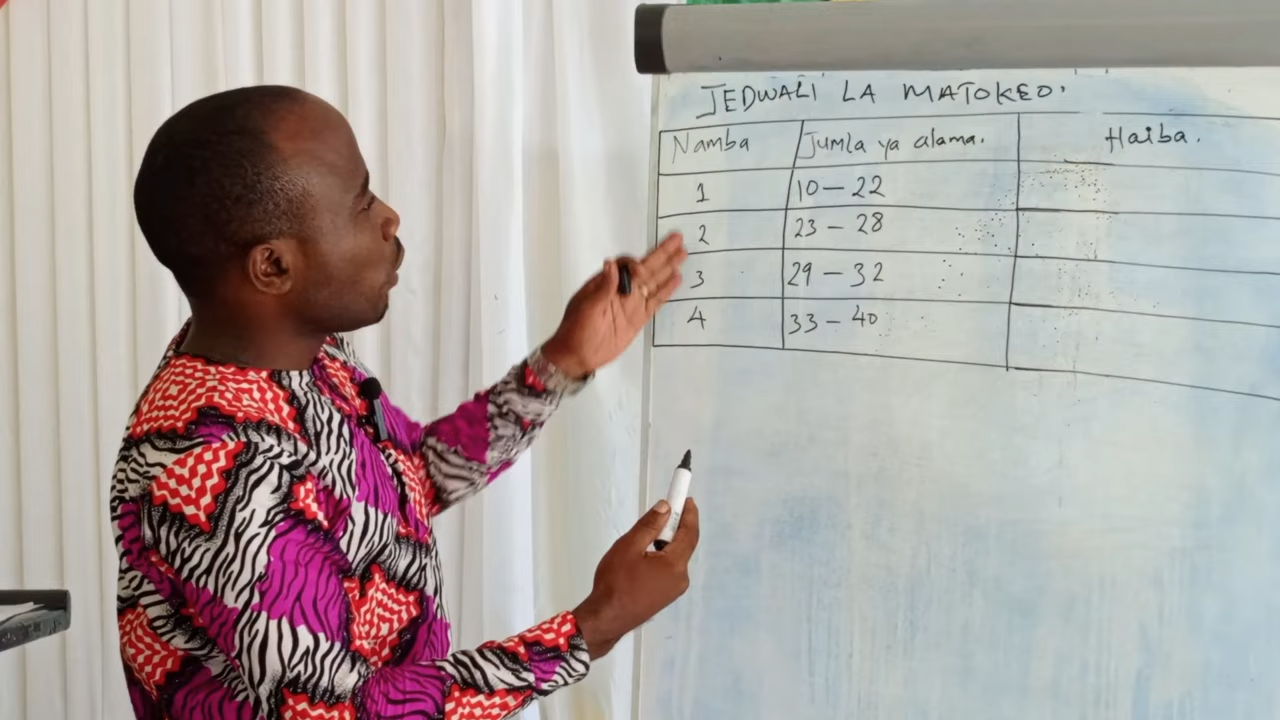 JEDWALI LA MATOKEO.
Namba Jumla ya alama. Haiba.
1 10 – 22
2 23 – 28
3 29 – 32
4 33 – 40